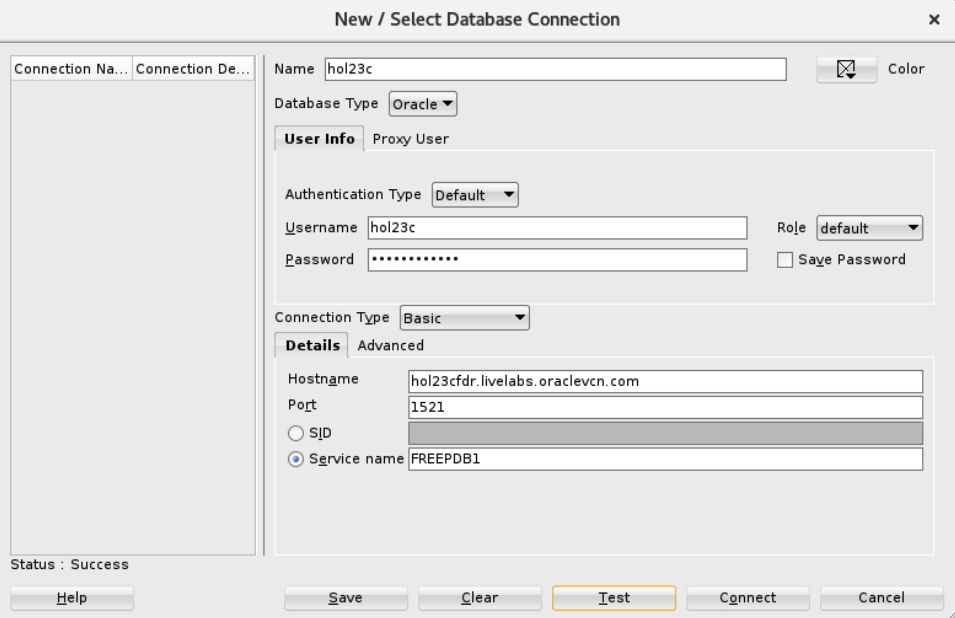 New / Select Database Connection
Connection Na... Connection De...
Name hol23c Color
Database Type Oracle
User Info Proxy User
Authentication Type Default
Username hol23c Role default
Password •••••••••••• Save Password
Connection Type Basic
Details Advanced
Hostname hol23cfdr.livelabs.oraclevcn.com
Port 1521
SID
Service name FREEPDB1
Status : Success
Help Save Clear Test Connect Cancel